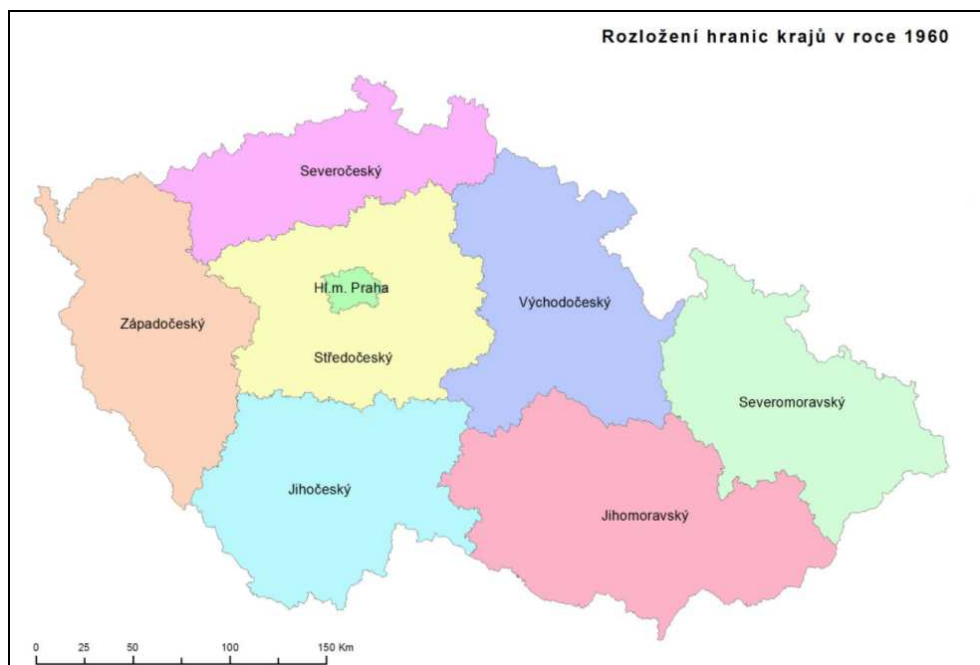 Rozložení hranic krajů v roce 1960
Severočeský
Hl.m. Praha
Východočeský
Západočeský
Středočeský
Severomoravský
Jihočeský
Jihomoravský
0 25 50 100 150 Km